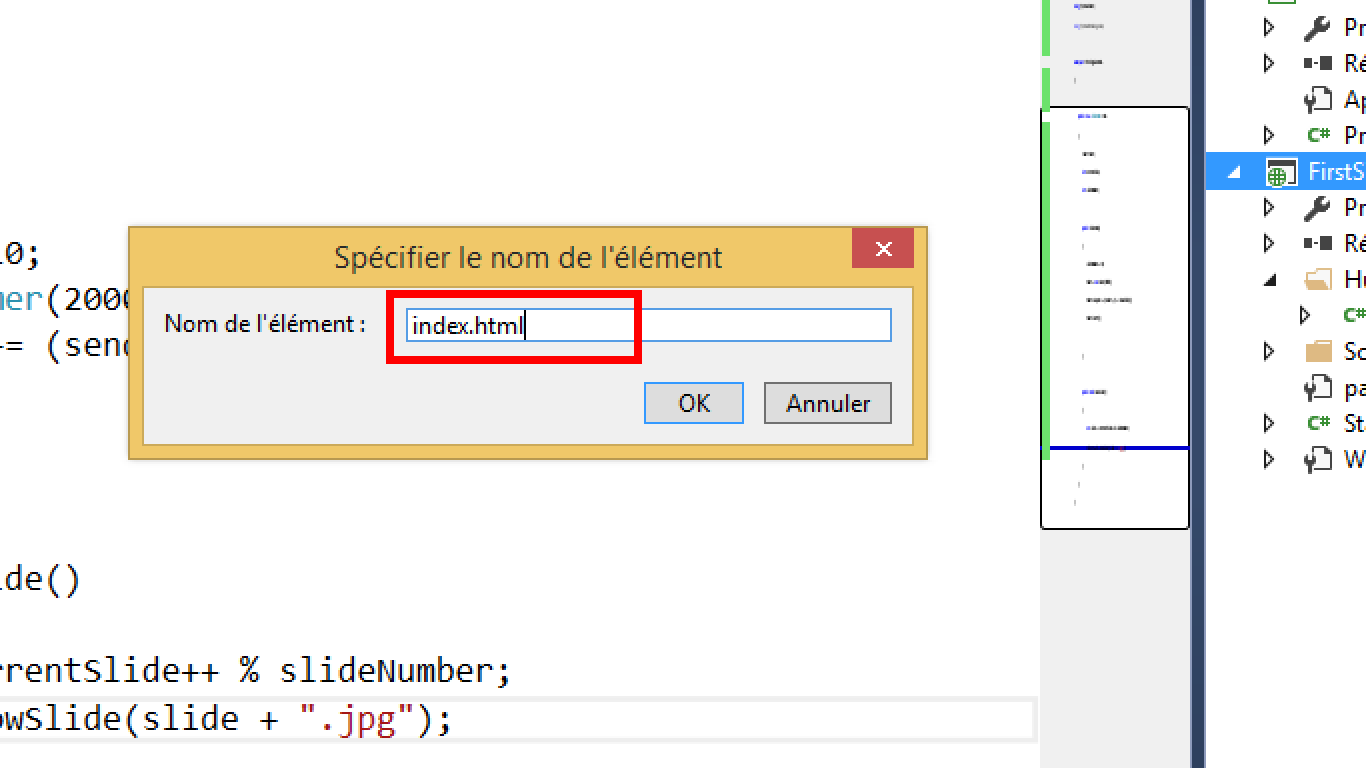 Pr
Ré
Ap
C# Pr
FirstS
Pr
Ré
Hu
C#
Sc
pa
C# St
W
Spécifier le nom de l'élément
Nom de l'élément :
index.html
OK
Annuler
10;
mer(2000
+= (send
ide()
rrentSlide++ % slideNumber;
owSlide(slide + ".jpg");